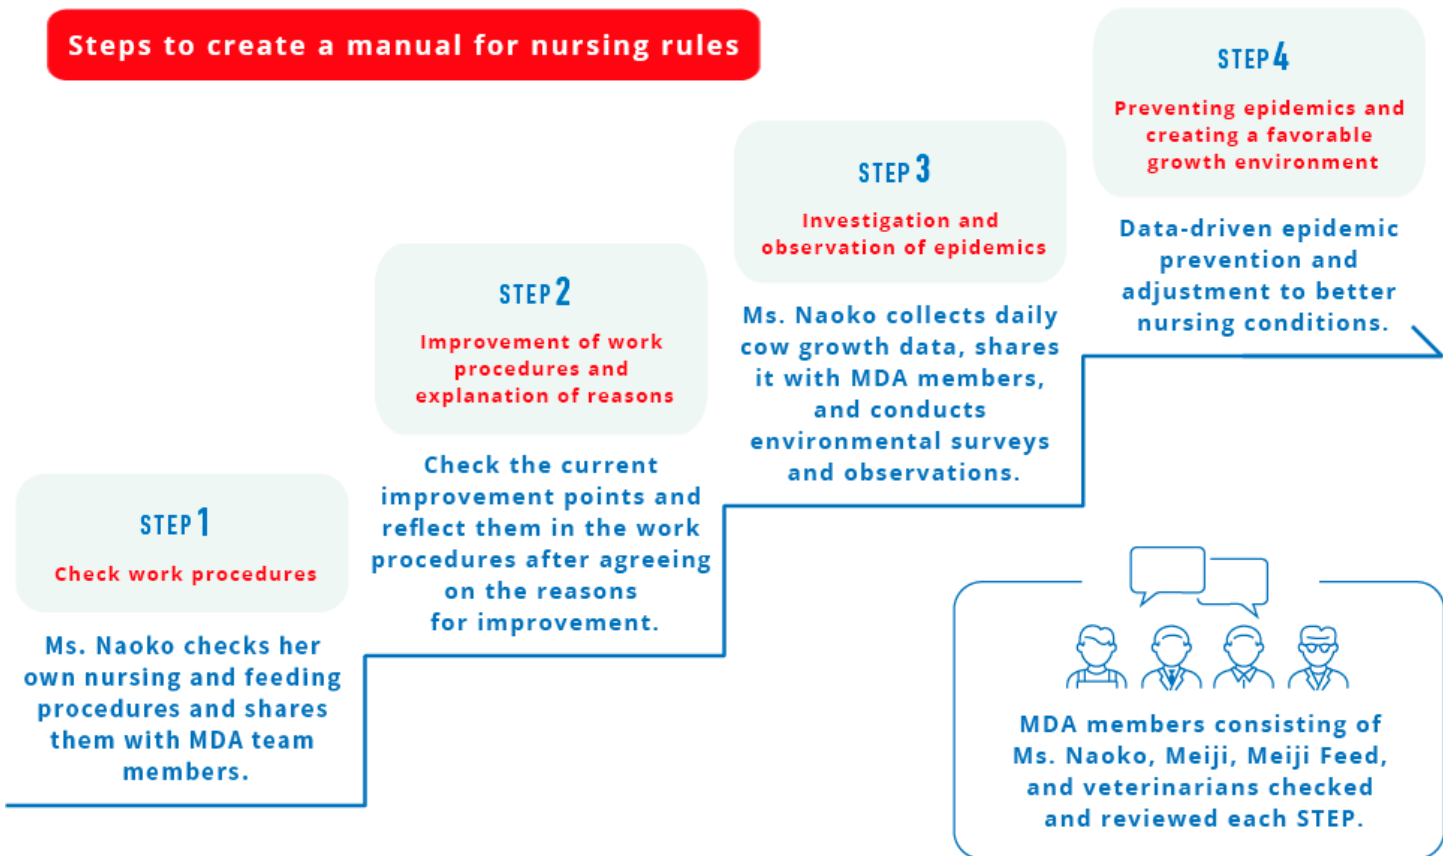 Steps to create a manual for nursing rules
STEP 1
Check work procedures
Ms. Naoko checks her
own nursing and feeding
procedures and shares
them with MDA team
members.
STEP 2
Improvement of work
procedures and
explanation of reasons
Check the current
improvement points and
reflect them in the work
procedures after agreeing
on the reasons
for improvement.
STEP 3
Investigation and
observation of epidemics
Ms. Naoko collects daily
cow growth data, shares
it with MDA members,
and conducts
environmental surveys
and observations.
STEP 4
Preventing epidemics and
creating a favorable
growth environment
Data-driven epidemic
prevention and
adjustment to better
nursing conditions.
MDA members consisting of
Ms. Naoko, Meiji, Meiji Feed,
and veterinarians checked
and reviewed each STEP.